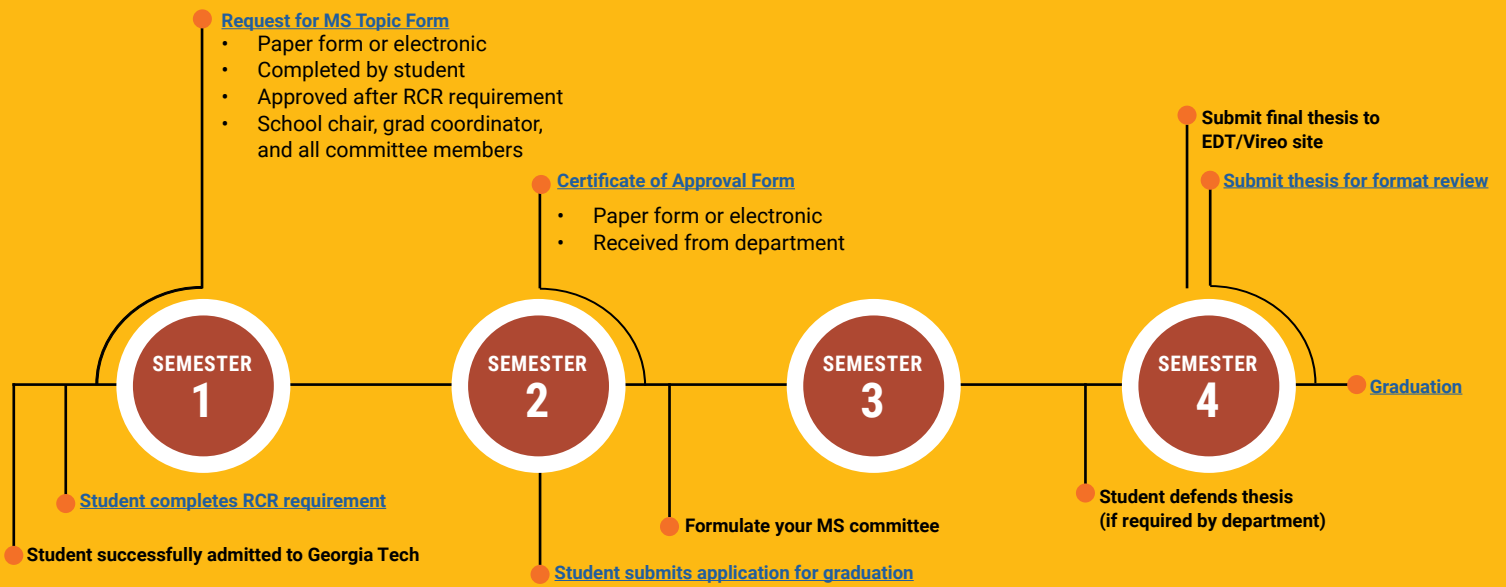 Request for MS Topic Form
• Paper form or electronic
• Completed by student
• Approved after RCR requirement
• School chair, grad coordinator,
and all committee members
Certificate of Approval Form
• Paper form or electronic
• Received from department
Submit final thesis to
EDT/Vireo site
Submit thesis for format review
SEMESTER
1
SEMESTER
2
SEMESTER
3
SEMESTER
4
Graduation
Student completes RCR requirement
Student successfully admitted to Georgia Tech
Formulate your MS committee
Student submits application for graduation
Student defends thesis
(if required by department)